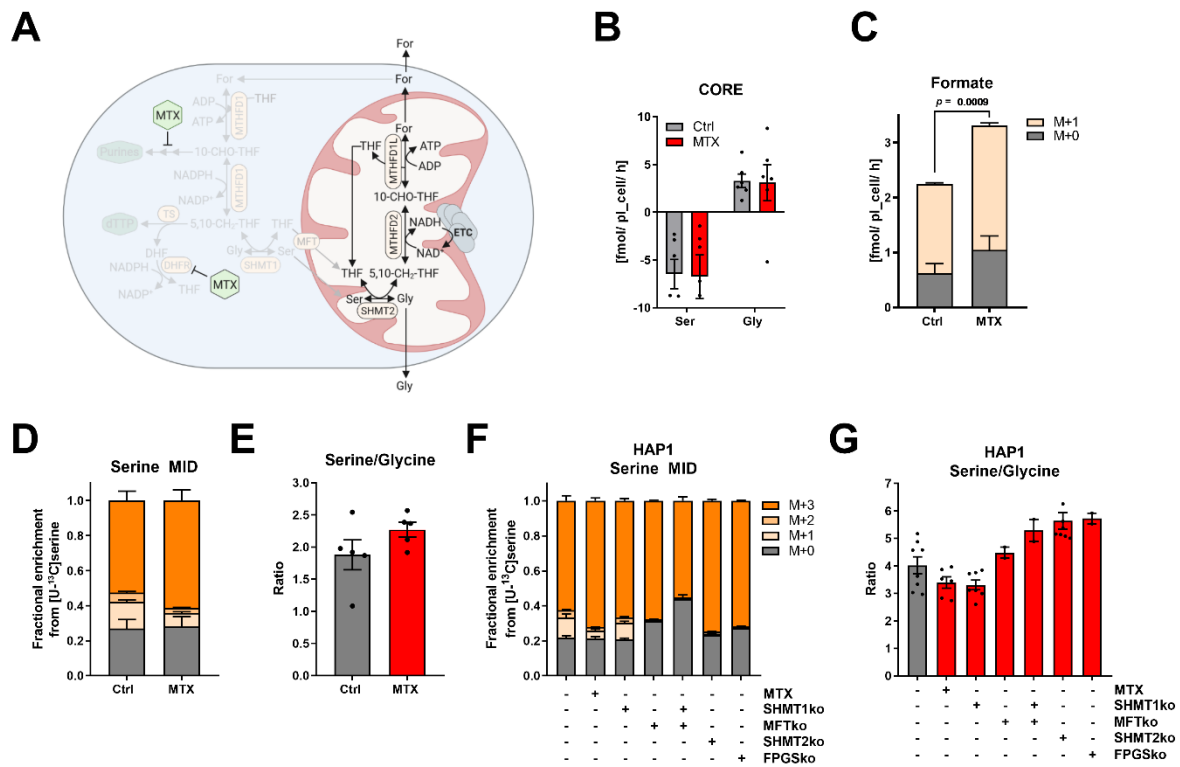 A
For
For
For
ADP
THF
ATP
MTHFD1
MTX
Purines
10-CHO-THF
NADPH
NADP⁺
MTHFD1
TS
dTTP
5,10-CH₂-THF
THF
MFT
DHF
Gly
Ser
SHMT1
NADPH
DHFR
NADP⁺
THF
MTX
For
THF
MTHFD1L
ATP
ADP
10-CHO-THF
NADH
MTHFD2
ETC
NAD⁺
THF
5,10-CH₂-THF
Ser
Gly
SHMT2
Gly
B
CORE
Ctrl
MTX
[fmol/ pl_cell/ h]
10
5
0
-5
-10
Ser
Gly
C
Formate
p = 0.0009
M+1
M+0
[fmol/ pl_cell/ h]
3
2
1
0
Ctrl
MTX
D
Serine MID
Fractional enrichment
from [U-¹³C]serine
1.0
0.8
0.6
0.4
0.2
0.0
Ctrl
MTX
E
Serine/Glycine
Ratio
3.0
2.5
2.0
1.5
1.0
0.5
0.0
Ctrl
MTX
F
HAP1
Serine MID
Fractional enrichment
from [U-¹³C]serine
1.0
0.8
0.6
0.4
0.2
0.0
M+3
M+2
M+1
M+0
- + - - - - - MTX
- - + - + - - SHMT1ko
- - - + + - - MFTko
- - - - - + - SHMT2ko
- - - - - - + FPGSko
G
HAP1
Serine/Glycine
Ratio
7
6
5
4
3
2
1
0
- + - - - - - MTX
- - + - + - - SHMT1ko
- - - + + - - MFTko
- - - - - + - SHMT2ko
- - - - - - + FPGSko